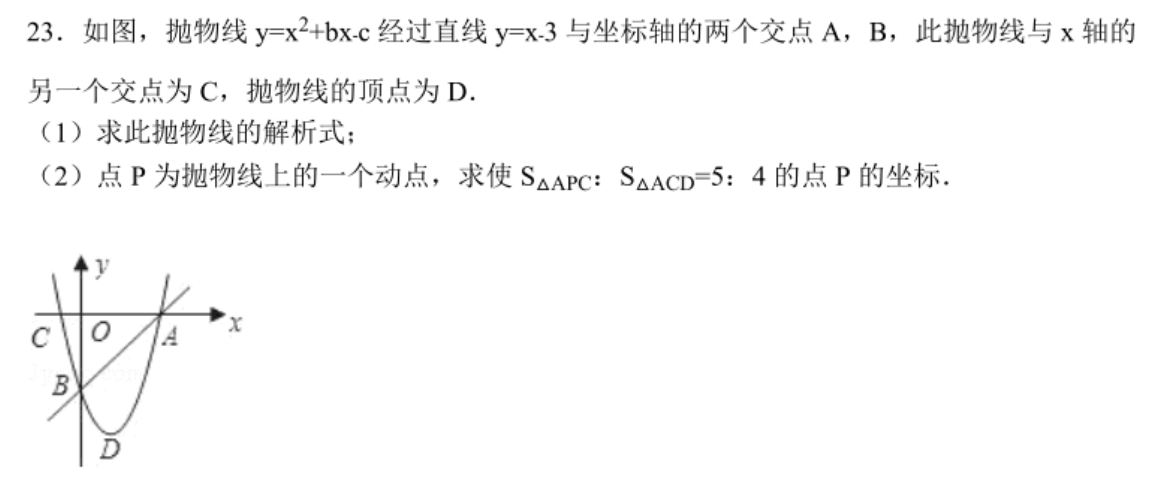 23．如图，抛物线 y=x²+bx-c 经过直线 y=x-3 与坐标轴的两个交点 A，B，此抛物线与 x 轴的
另一个交点为 C，抛物线的顶点为 D．
（1）求此抛物线的解析式；
（2）点 P 为抛物线上的一个动点，求使 S△APC：S△ACD=5：4 的点 P 的坐标．
y
C O A x
B
D